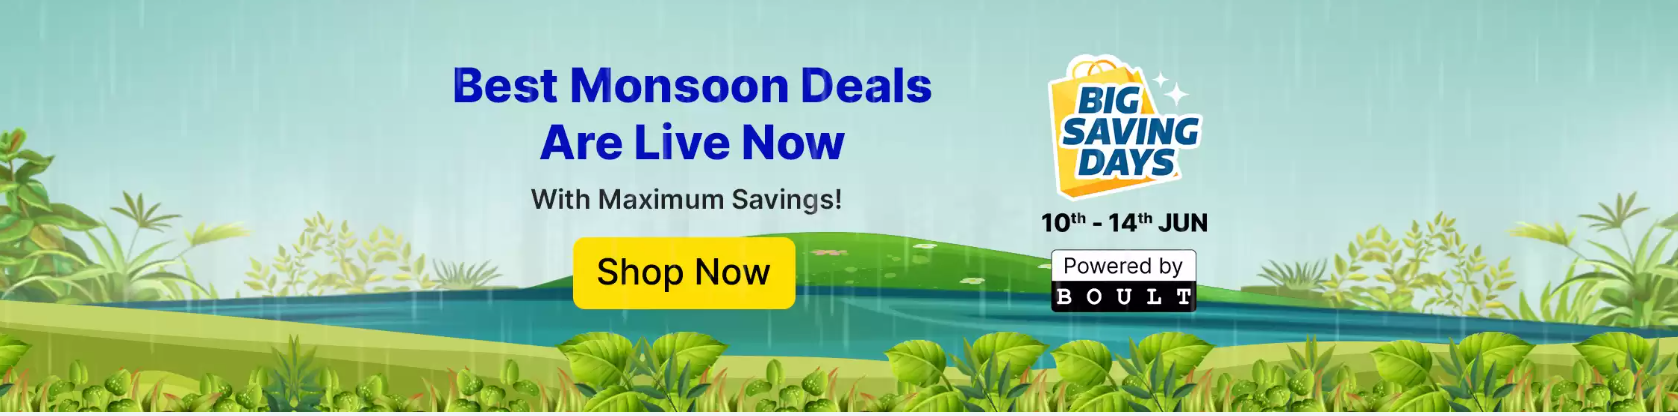 Best Monsoon Deals
Are Live Now
With Maximum Savings!
Shop Now
BIG
SAVING
DAYS
10th - 14th JUN
Powered by
BOULT